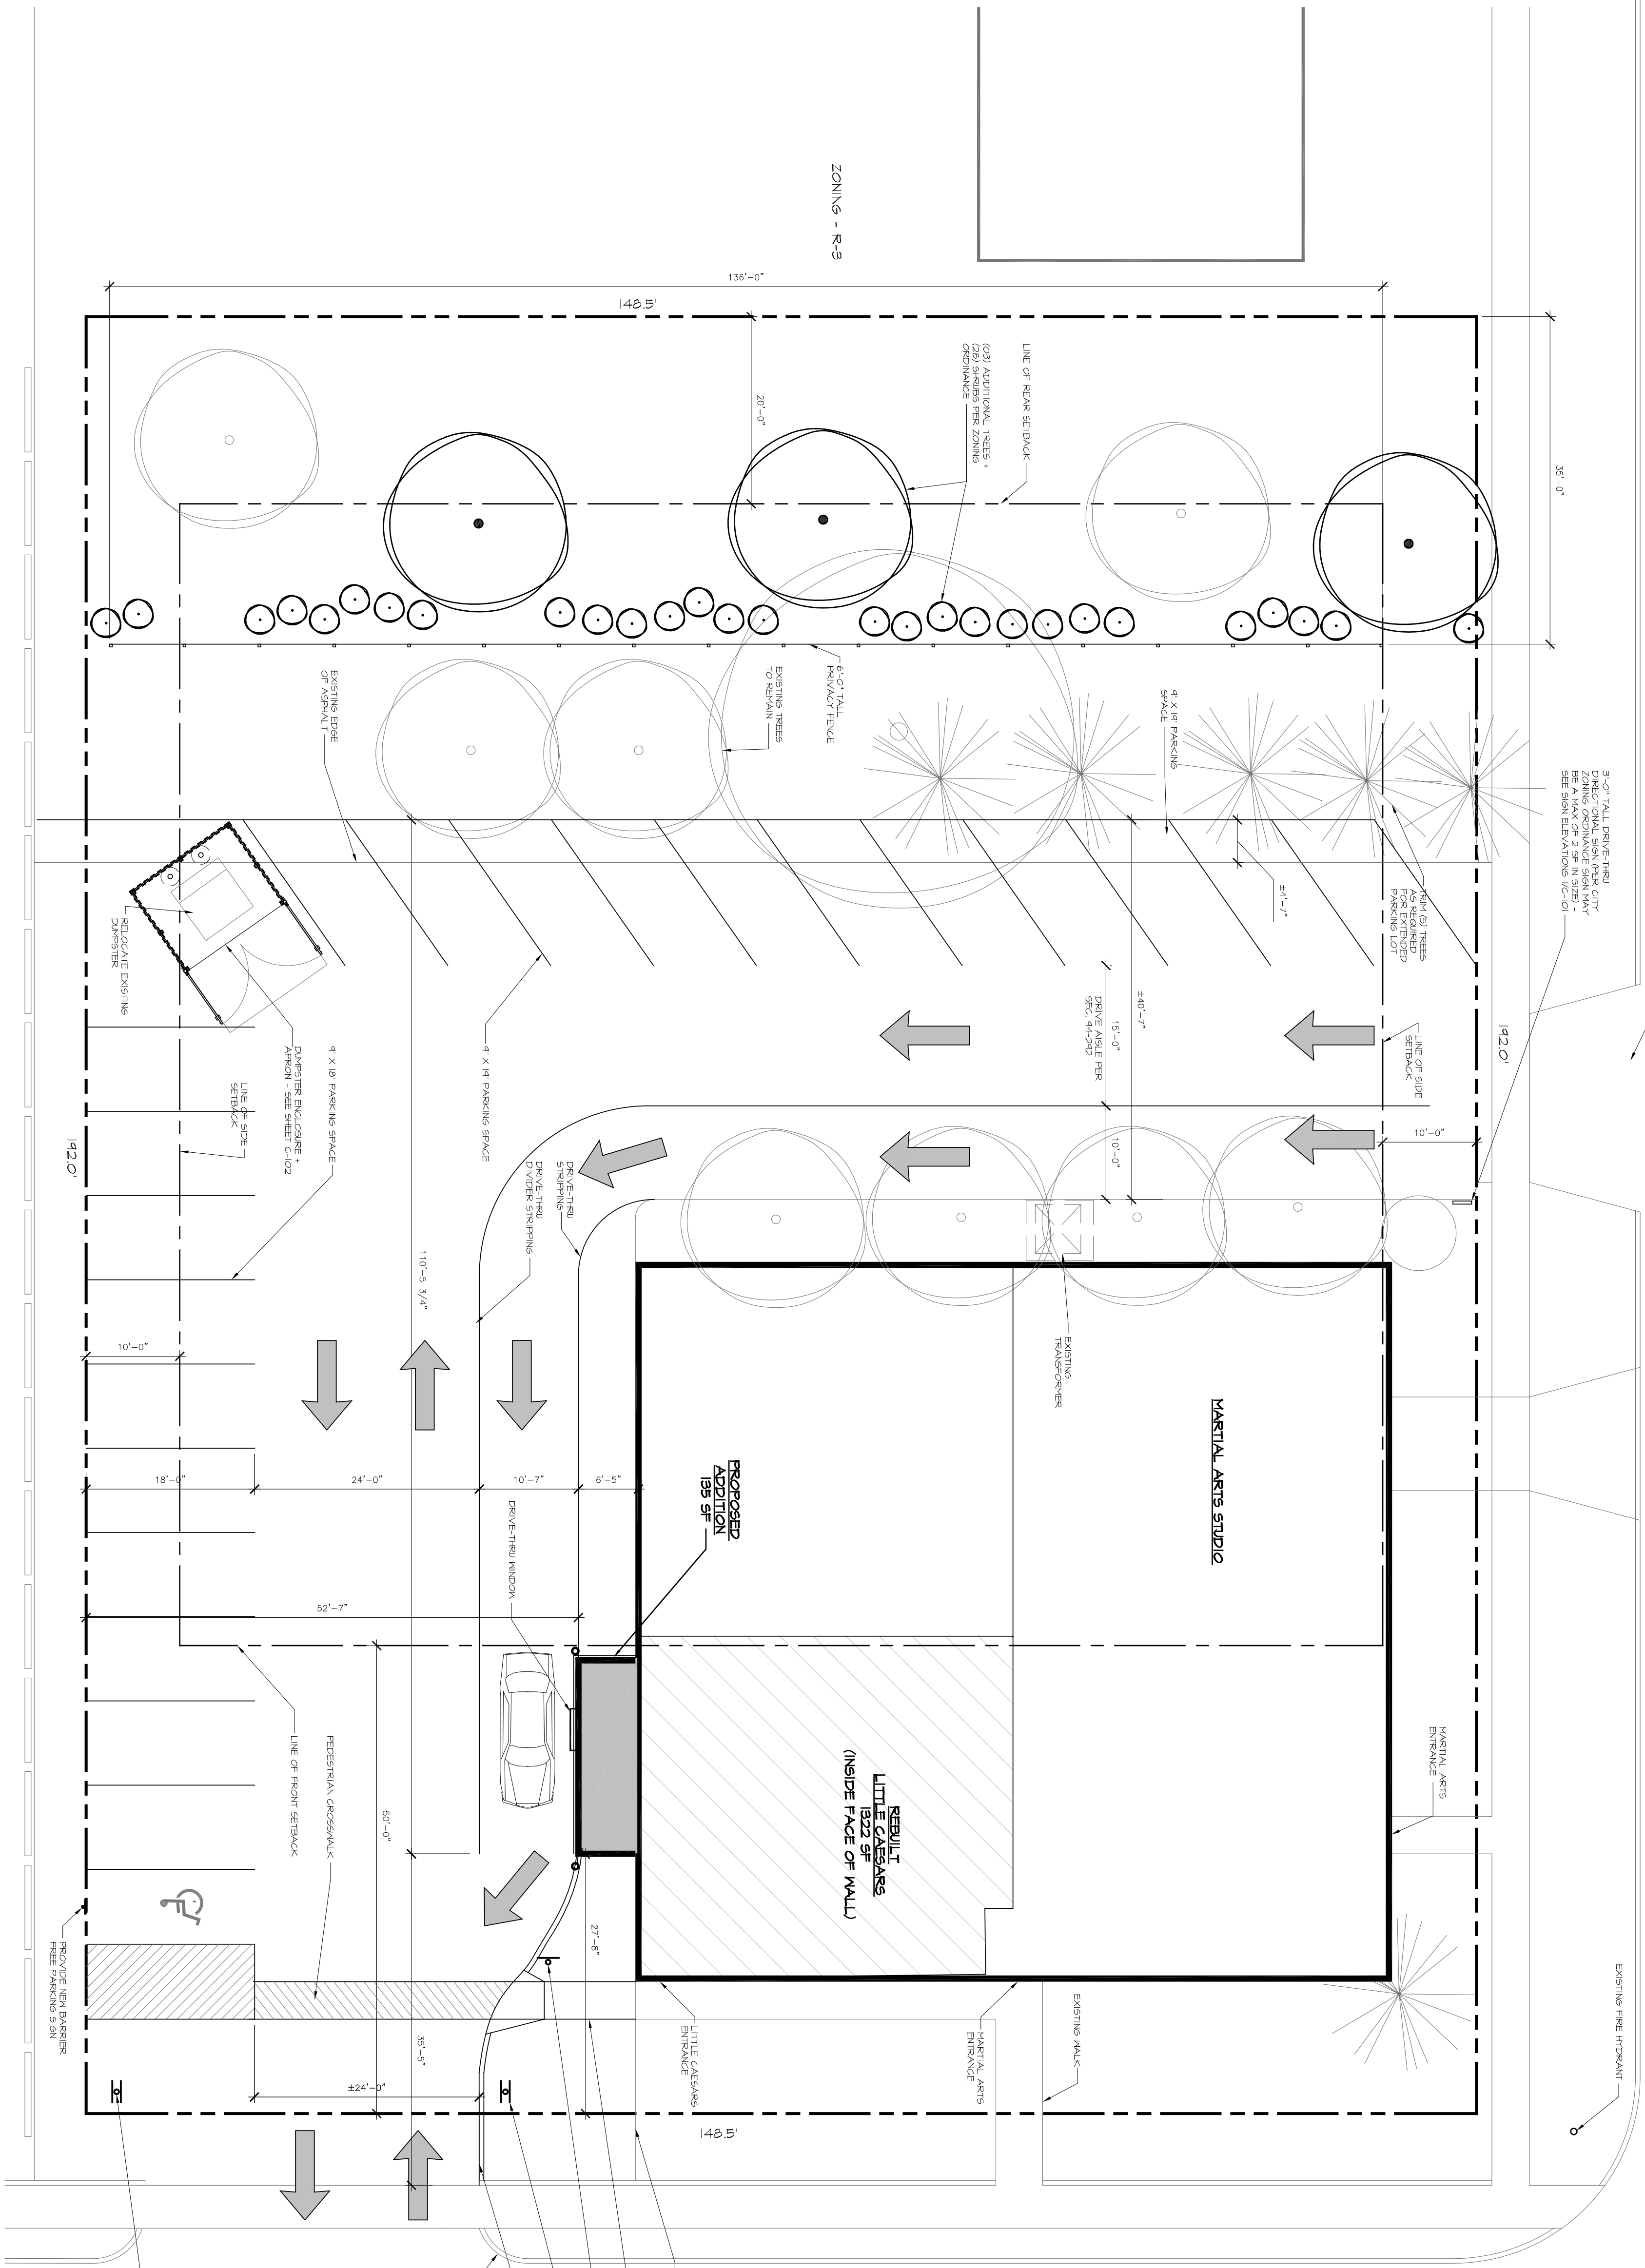 ZONING - R-3
136'-0"
148.5'
35'-0"
20'-0"
LINE OF REAR SETBACK
(03) ADDITIONAL TREES +
(28) SHRUBS PER ZONING
ORDINANCE
EXISTING EDGE
OF ASPHALT
EXISTING TREES
TO REMAIN
6'-0" TALL
PRIVACY FENCE
9' X 19' PARKING
SPACE
3'-0" TALL DRIVE-THRU
DIRECTIONAL SIGN (PER CITY
ZONING ORDINANCE SIGN MAY
BE A MAX OF 2 SF IN SIZE) -
SEE SIGN ELEVATIONS 1/C-101
TRIM (5) TREES
AS REQUIRED
FOR EXTENDED
PARKING LOT
±4'-7"
RELOCATE EXISTING
DUMPSTER
DUMPSTER ENCLOSURE +
APRON - SEE SHEET C-102
9' X 18' PARKING SPACE
LINE OF SIDE
SETBACK
192.0'
9' X 19' PARKING SPACE
±40'-7"
15'-0"
DRIVE AISLE PER
SEC. 94-292
10'-0"
LINE OF SIDE
SETBACK
192.0'
10'-0"
DRIVE-THRU
STRIPPING
DRIVE-THRU
DIVIDER STRIPPING
110'-5 3/4"
10'-0"
EXISTING
TRANSFORMER
MARTIAL ARTS STUDIO
PROPOSED
ADDITION
135 SF
18'-0"
24'-0"
10'-7"
6'-5"
DRIVE-THRU WINDOW
52'-7"
LINE OF FRONT SETBACK
PEDESTRIAN CROSSWALK
50'-0"
REBUILT
LITTLE CAESARS
1322 SF
(INSIDE FACE OF WALL)
MARTIAL ARTS
ENTRANCE
27'-8"
PROVIDE NEW BARRIER
FREE PARKING SIGN
35'-5"
±24'-0"
LITTLE CAESARS
ENTRANCE
MARTIAL ARTS
ENTRANCE
EXISTING WALK
EXISTING FIRE HYDRANT
148.5'